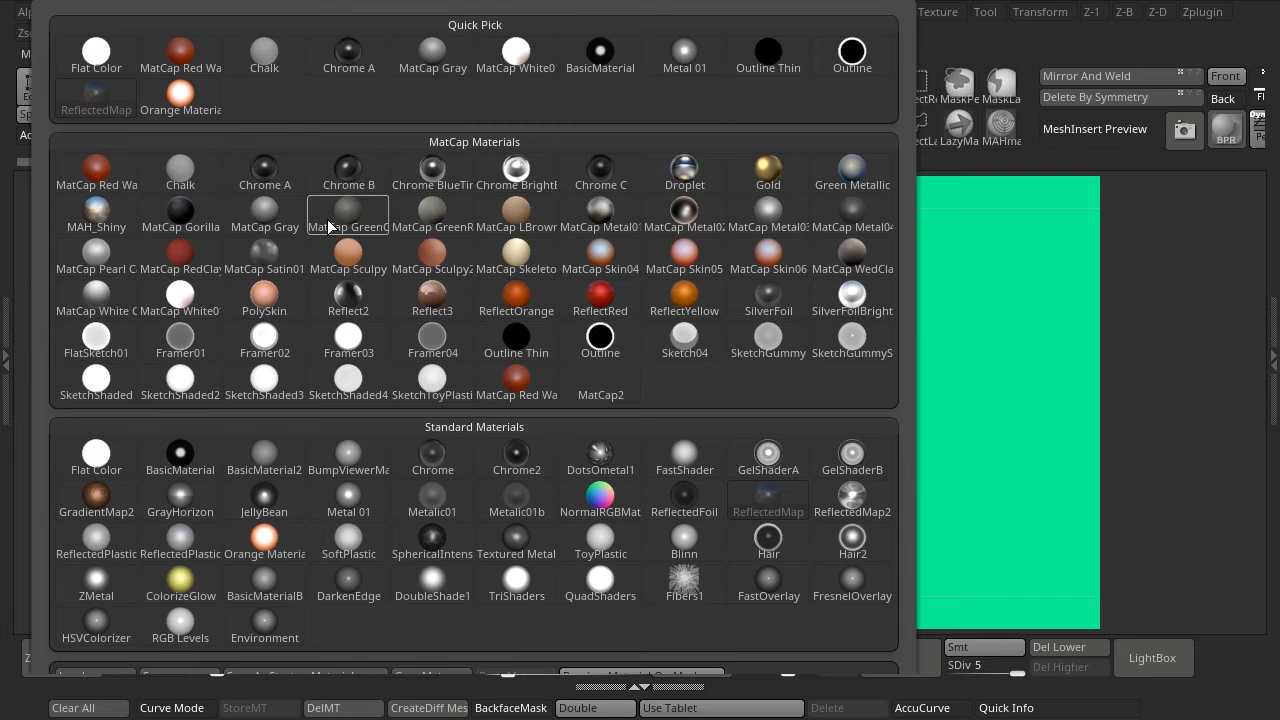 Texture Tool Transform Z-1 Z-B Z-D Zplugin
Quick Pick
Flat Color MatCap Red Wa Chalk Chrome A MatCap Gray MatCap White0 BasicMaterial Metal 01 Outline Thin Outline
ReflectedMap Orange Materia
Mirror And Weld Front
Delete By Symmetry Back
MaskPe MaskLa
MeshInsert Preview BPR
LazyMa MAHma
MatCap Materials
MatCap Red Wa Chalk Chrome A Chrome B Chrome BlueTin Chrome BrightB Chrome C Droplet Gold Green Metallic
MAH_Shiny MatCap Gorilla MatCap Gray MatCap GreenC MatCap GreenR MatCap LBrown MatCap Metal01 MatCap Metal02 MatCap Metal03 MatCap Metal04
MatCap Pearl C MatCap RedClay MatCap Satin01 MatCap Sculpy MatCap Sculpy2 MatCap Skeleto MatCap Skin04 MatCap Skin05 MatCap Skin06 MatCap WedCla
MatCap White C MatCap White0 PolySkin Reflect2 Reflect3 ReflectOrange ReflectRed ReflectYellow SilverFoil SilverFoilBright
FlatSketch01 Framer01 Framer02 Framer03 Framer04 Outline Thin Outline Sketch04 SketchGummy SketchGummyS
SketchShaded SketchShaded2 SketchShaded3 SketchShaded4 SketchToyPlasti MatCap Red Wa MatCap2
Standard Materials
Flat Color BasicMaterial BasicMaterial2 BumpViewerMa Chrome Chrome2 DotsOmetal1 FastShader GelShaderA GelShaderB
GradientMap2 GrayHorizon JellyBean Metal 01 Metalic01 Metalic01b NormalRGBMat ReflectedFoil ReflectedMap ReflectedMap2
ReflectedPlastic ReflectedPlastic Orange Materia SoftPlastic SphericalIntens Textured Metal ToyPlastic Blinn Hair Hair2
ZMetal ColorizeGlow BasicMaterialB DarkenEdge DoubleShade1 TriShaders QuadShaders Fibers1 FastOverlay FresnelOverlay
HSVColorizer RGB Levels Environment
Smt Del Lower LightBox
SDiv 5 Del Higher
Clear All Curve Mode StoreMT DelMT CreateDiff Mes BackfaceMask Double Use Tablet Delete AccuCurve Quick Info